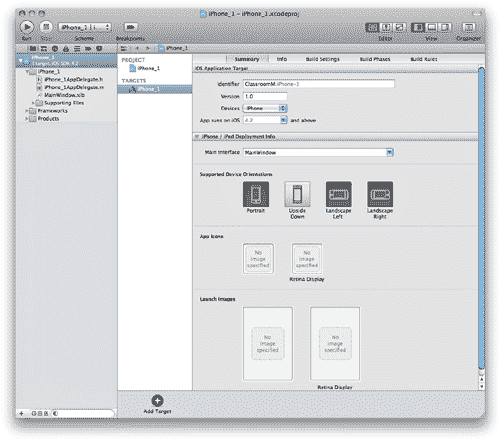 iPhone_1 – iPhone_1.xcodeproj
iPhone_1
Run
Stop
Scheme
Breakpoints
Editor
View
Organizer
iPhone_1
iPhone_1
iPhone_1
iPhone_1AppDelegate.h
iPhone_1AppDelegate.m
MainWindow.xib
Supporting Files
Frameworks
Products
PROJECT
iPhone_1
TARGETS
iPhone_1
Summary Info Build Settings Build Phases Build Rules
iOS Application Target
Identifier ClassroomM.iPhone-1
Version 1.0
Devices iPhone
App runs on iOS 4.3 and above
iPhone / iPod Deployment Info
Main Interface MainWindow
Supported Device Orientations
Portrait
Upside Down
Landscape Left
Landscape Right
App Icons
No image specified
No image specified
Retina Display
Launch Images
No image specified
No image specified
Retina Display
Add Target